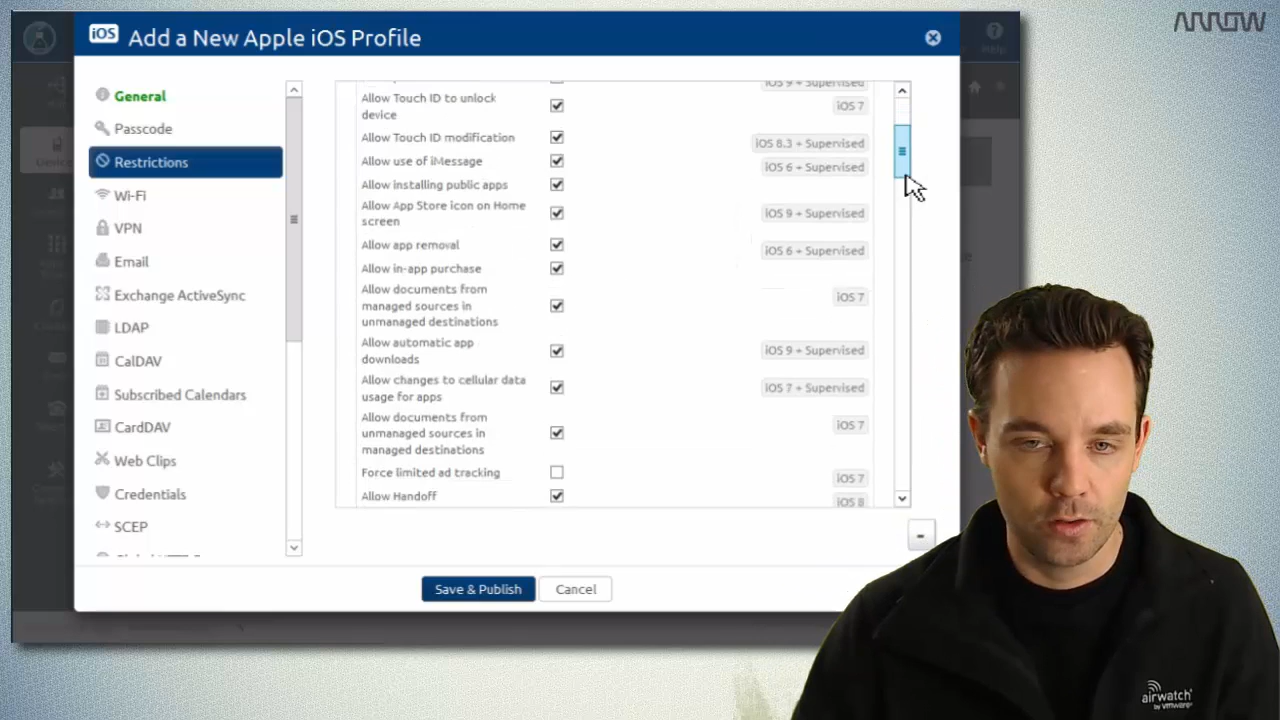 ARROW
iOS Add a New Apple iOS Profile
Help
General
Passcode
Restrictions
Wi-Fi
VPN
Email
Exchange ActiveSync
LDAP
CalDAV
Subscribed Calendars
CardDAV
Web Clips
Credentials
SCEP
iOS 9 + Supervised
Allow Touch ID to unlock
device
iOS 7
Allow Touch ID modification
iOS 8.3 + Supervised
Allow use of iMessage
iOS 6 + Supervised
Allow installing public apps
Allow App Store icon on Home
screen
iOS 9 + Supervised
Allow app removal
iOS 6 + Supervised
Allow in-app purchase
Allow documents from
managed sources in
unmanaged destinations
iOS 7
Allow automatic app
downloads
iOS 9 + Supervised
Allow changes to cellular data
usage for apps
iOS 7 + Supervised
Allow documents from
unmanaged sources in
managed destinations
iOS 7
Force limited ad tracking
iOS 7
Allow Handoff
iOS 8
Save & Publish
Cancel
airwatch
by vmware